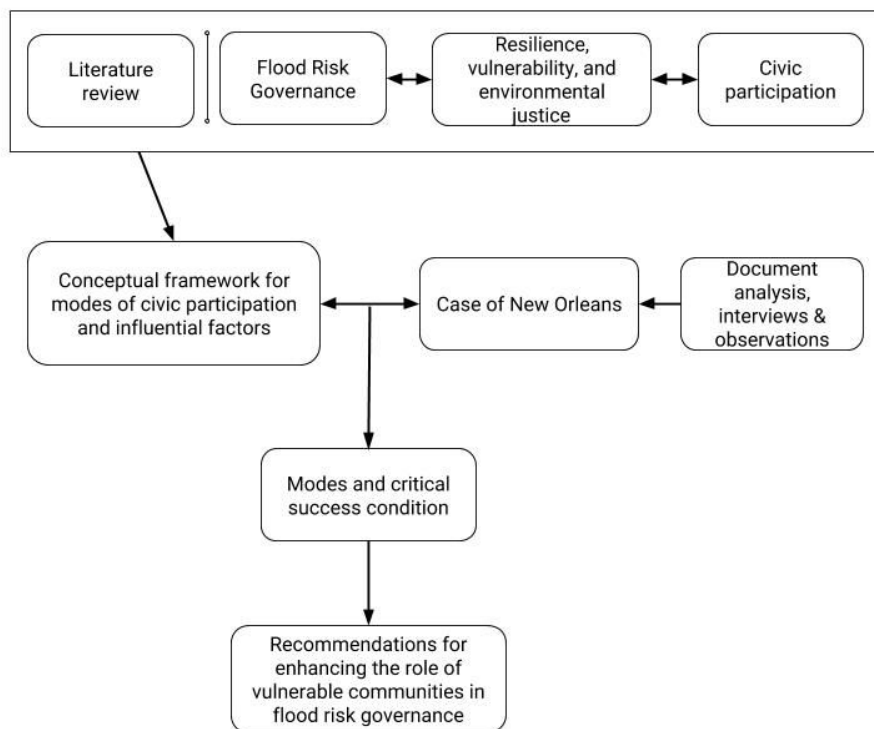 Literature
review
Flood Risk
Governance
Resilience,
vulnerability, and
environmental
justice
Civic
participation
Conceptual framework for
modes of civic participation
and influential factors
Case of New Orleans
Document
analysis,
interviews &
observations
Modes and critical
success condition
Recommendations for
enhancing the role of
vulnerable communities in
flood risk governance